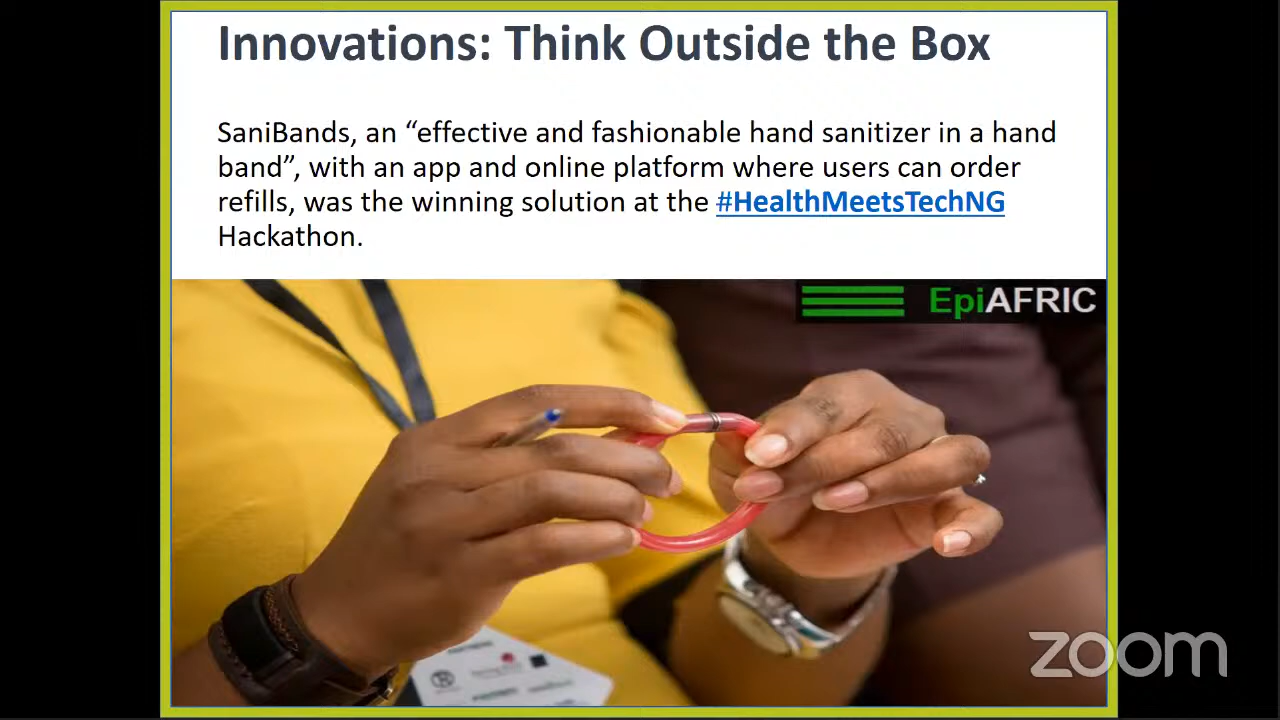 Innovations: Think Outside the Box
SaniBands, an “effective and fashionable hand sanitizer in a hand
band”, with an app and online platform where users can order
refills, was the winning solution at the #HealthMeetsTechNG
Hackathon.
EpiAFRIC
zoom